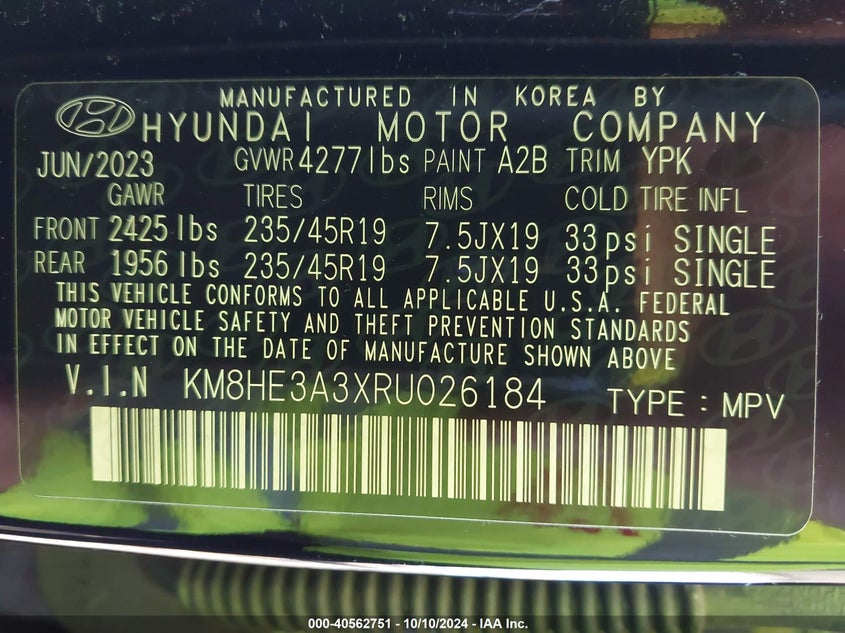 MANUFACTURED IN KOREA BY
HYUNDAI MOTOR COMPANY
JUN/2023 GVWR 4277lbs PAINT A2B TRIM YPK
GAWR TIRES RIMS COLD TIRE INFL
FRONT 2425 lbs 235/45R19 7.5JX19 33psi SINGLE
REAR 1956 lbs 235/45R19 7.5JX19 33psi SINGLE
THIS VEHICLE CONFORMS TO ALL APPLICABLE U.S.A. FEDERAL
MOTOR VEHICLE SAFETY AND THEFT PREVENTION STANDARDS
IN EFFECT ON THE DATE OF MANUFACTURE SHOWN ABOVE
V.I.N KM8HE3A3XRU026184 TYPE : MPV
000-40562751 - 10/10/2024 - IAA Inc.